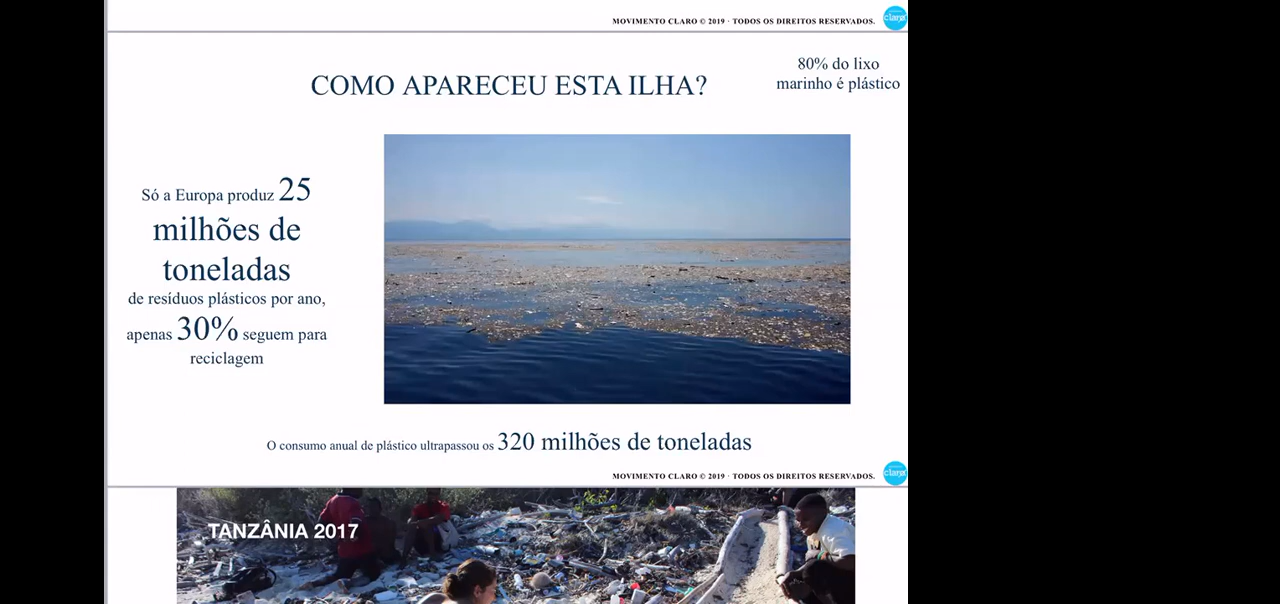 MOVIMENTO CLARO © 2019 · TODOS OS DIREITOS RESERVADOS.
claro
80% do lixo
marinho é plástico
COMO APARECEU ESTA ILHA?
Só a Europa produz 25
milhões de
toneladas
de resíduos plásticos por ano,
apenas 30% seguem para
reciclagem
O consumo anual de plástico ultrapassou os 320 milhões de toneladas
MOVIMENTO CLARO © 2019 · TODOS OS DIREITOS RESERVADOS.
claro
TANZÂNIA 2017